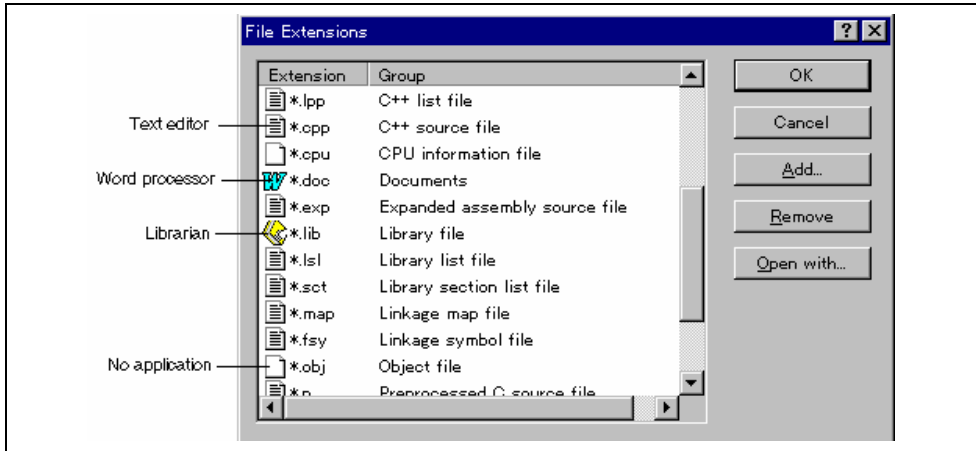 File Extensions
Extension Group
*.lpp C++ list file
Text editor *.cpp C++ source file
*.cpu CPU information file
Word processor *.doc Documents
*.exp Expanded assembly source file
Librarian *.lib Library file
*.lsl Library list file
*.sct Library section list file
*.map Linkage map file
*.fsy Linkage symbol file
No application *.obj Object file
*.p Preprocessed C source file
OK
Cancel
Add...
Remove
Open with...